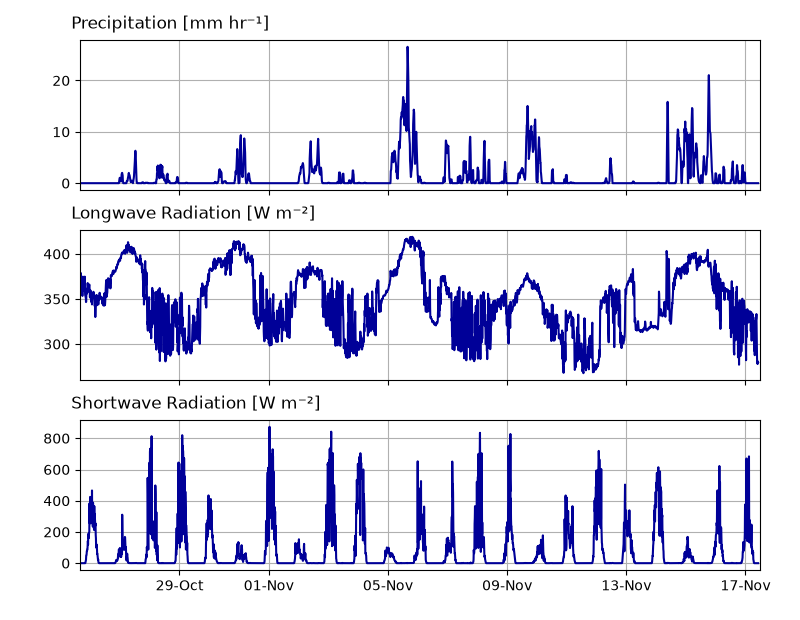 Precipitation [mm hr⁻¹]
20
10
0
Longwave Radiation [W m⁻²]
400
350
300
Shortwave Radiation [W m⁻²]
800
600
400
200
0
29-Oct 01-Nov 05-Nov 09-Nov 13-Nov 17-Nov